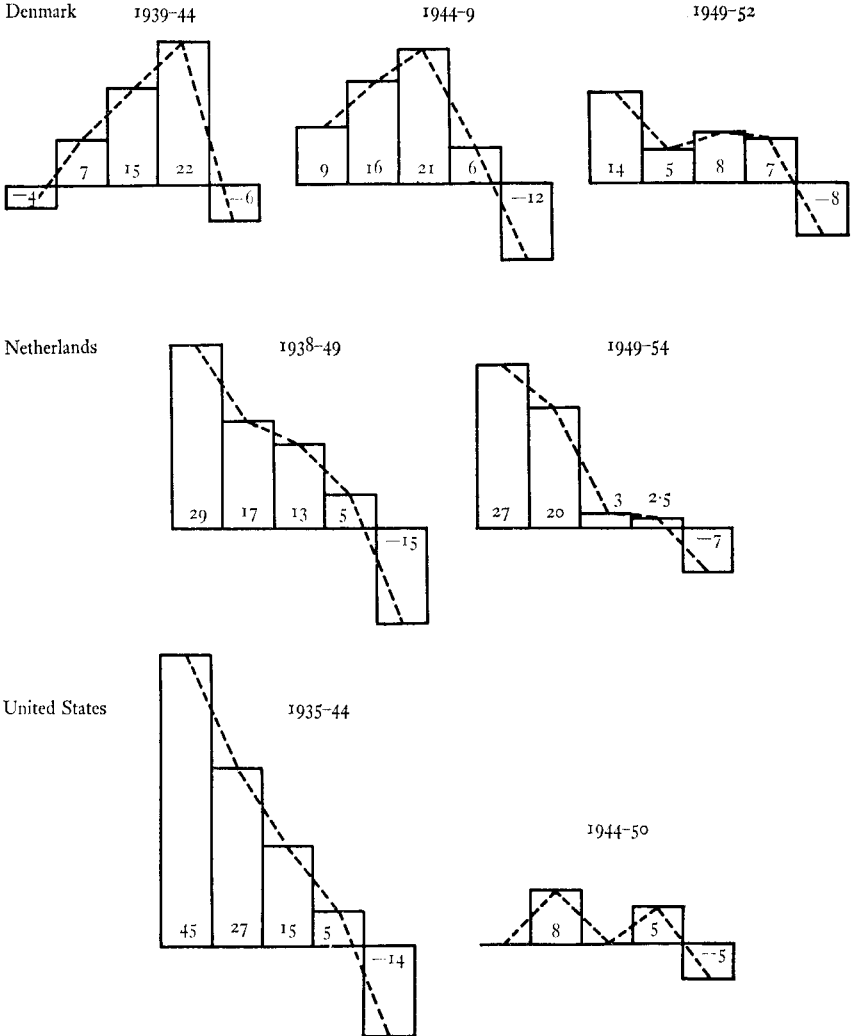 Denmark 1939-44 1944-9 1949-52
-4 7 15 22 -6 9 16 21 6 -12 14 5 8 7 -8
Netherlands 1938-49 1949-54
29 17 13 5 -15 27 20 3 2·5 -7
United States 1935-44
1944-50
45 27 15 5 -14 8 5 -5